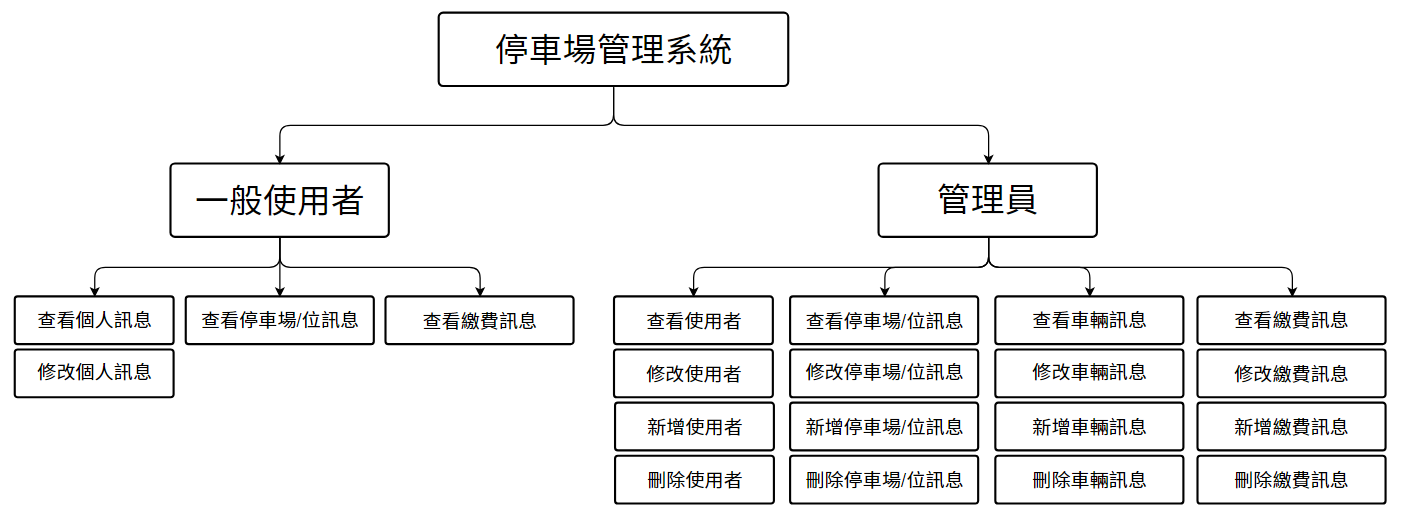 停車場管理系統
一般使用者
管理員
查看個人訊息
修改個人訊息
查看停車場/位訊息
查看繳費訊息
查看使用者
修改使用者
新增使用者
刪除使用者
查看停車場/位訊息
修改停車場/位訊息
新增停車場/位訊息
刪除停車場/位訊息
查看車輛訊息
修改車輛訊息
新增車輛訊息
刪除車輛訊息
查看繳費訊息
修改繳費訊息
新增繳費訊息
刪除繳費訊息